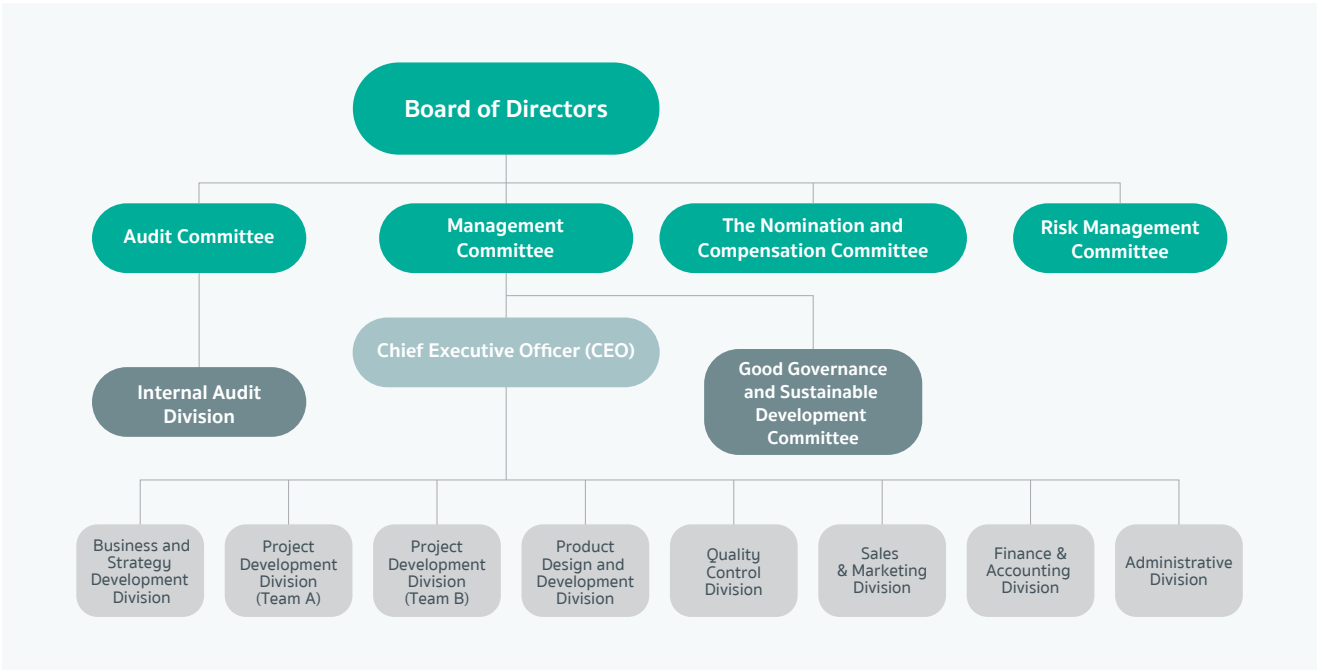 Board of Directors
Audit Committee
Management
Committee
The Nomination and
Compensation Committee
Risk Management
Committee
Chief Executive Officer (CEO)
Internal Audit
Division
Good Governance
and Sustainable
Development
Committee
Business and
Strategy
Development
Division
Project
Development
Division
(Team A)
Project
Development
Division
(Team B)
Product
Design and
Development
Division
Quality
Control
Division
Sales
& Marketing
Division
Finance &
Accounting
Division
Administrative
Division